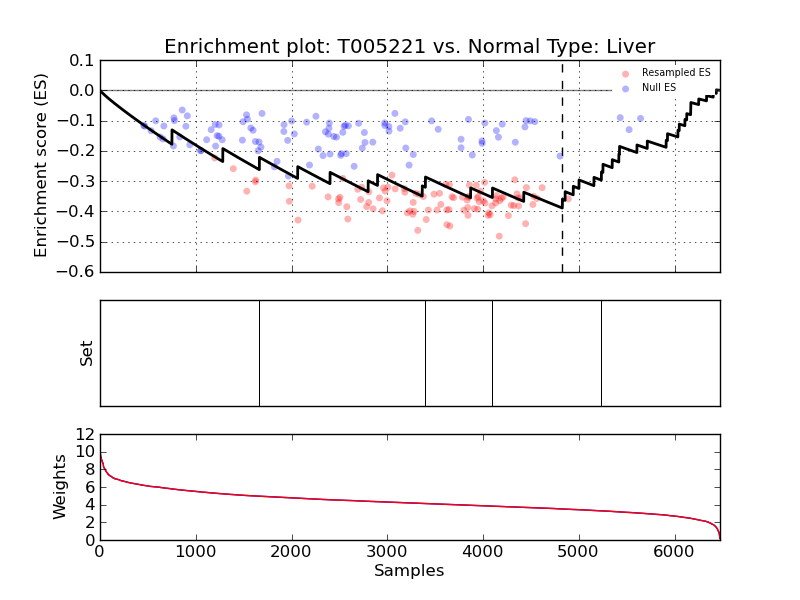 Enrichment plot: T005221 vs. Normal Type: Liver
Enrichment score (ES)
0.1
0.0
−0.1
−0.2
−0.3
−0.4
−0.5
−0.6
Resampled ES
Null ES
Set
Weights
12
10
8
6
4
2
0
0 1000 2000 3000 4000 5000 6000
Samples